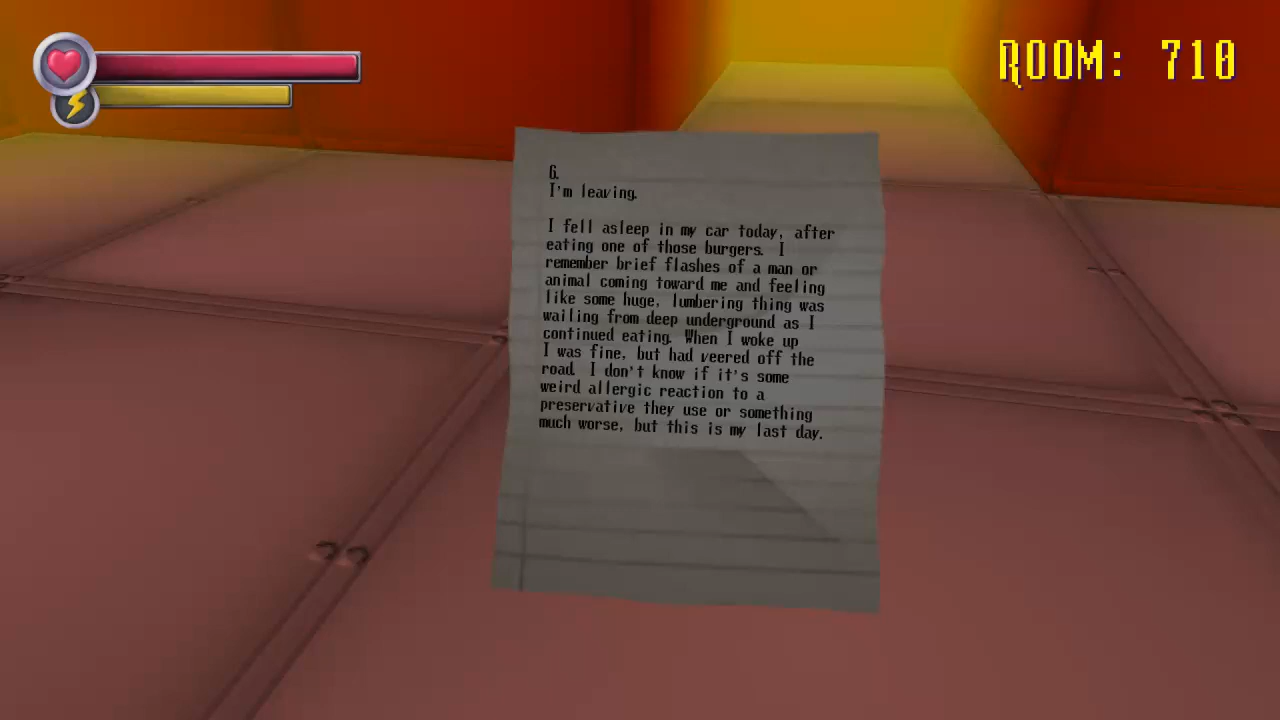 ROOM: 710
6.
I'm leaving.
I fell asleep in my car today, after
eating one of those burgers. I
remember brief flashes of a man or
animal coming toward me and feeling
like some huge, lumbering thing was
wailing from deep underground as I
continued eating. When I woke up
I was fine, but had veered off the
road. I don't know if it's some
weird allergic reaction to a
preservative they use or something
much worse, but this is my last day.